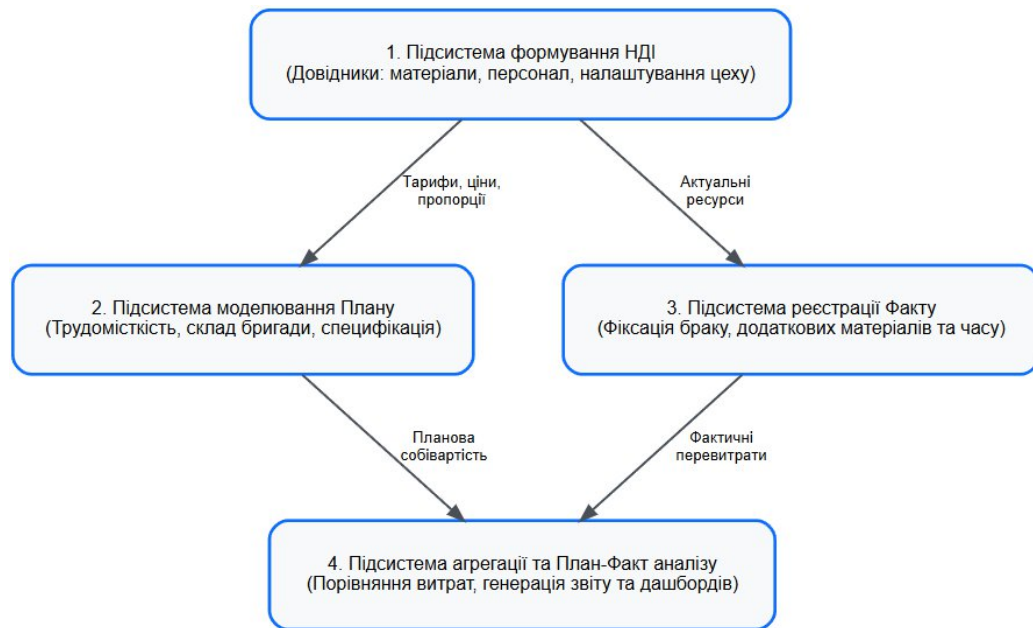 1. Підсистема формування НДІ
(Довідники: матеріали, персонал, налаштування цеху)
Тарифи, ціни,
пропорції
Актуальні
ресурси
2. Підсистема моделювання Плану
(Трудомісткість, склад бригади, специфікація)
3. Підсистема реєстрації Факту
(Фіксація браку, додаткових матеріалів та часу)
Планова
собівартість
Фактичні
перевитрати
4. Підсистема агрегації та План-Факт аналізу
(Порівняння витрат, генерація звіту та дашбордів)